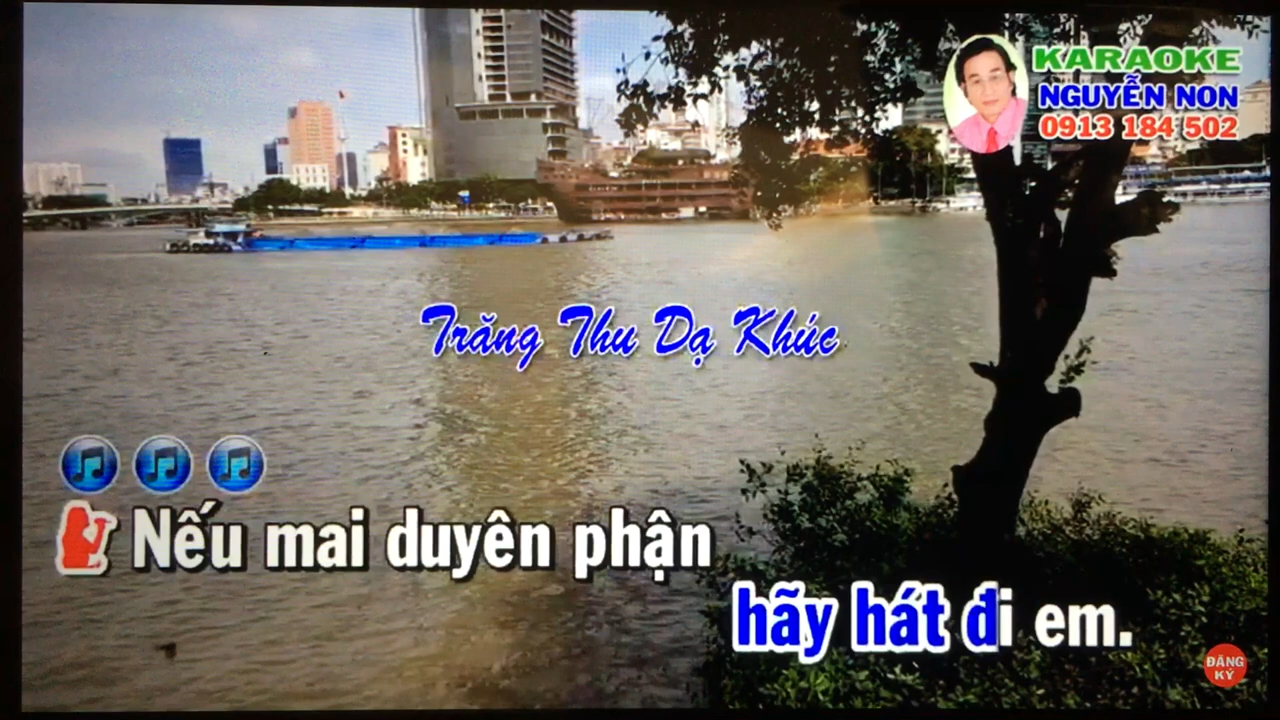 KARAOKE
NGUYỄN NON
0913 184 502
Trăng Thu Dạ Khúc
Nếu mai duyên phận
hãy hát đi em.
ĐĂNG
KÝ